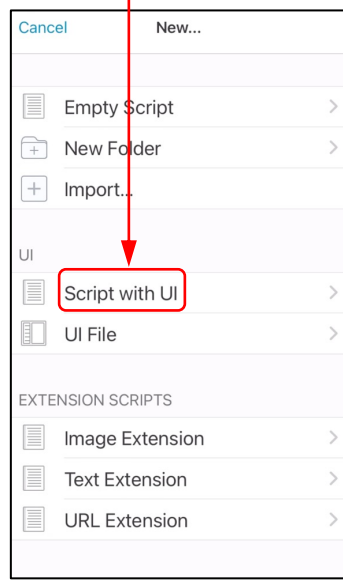 Cancel New...
Empty Script
New Folder
Import...
UI
Script with UI
UI File
EXTENSION SCRIPTS
Image Extension
Text Extension
URL Extension